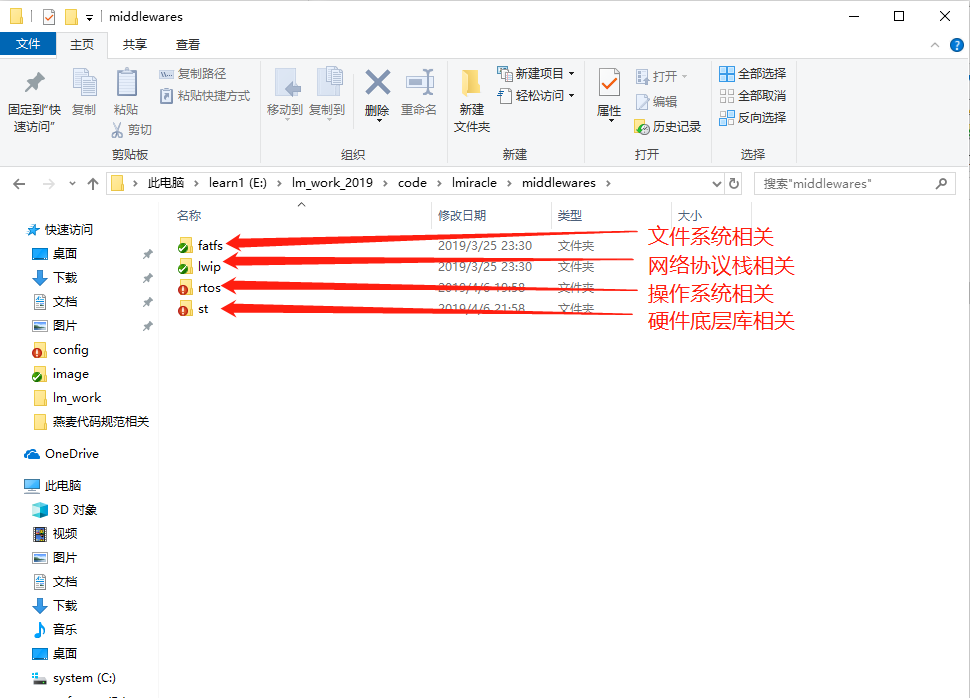 middlewares
文件 主页 共享 查看
固定到"快速访问"
复制
粘贴
复制路径
粘贴快捷方式
剪切
剪贴板
移动到 复制到 删除 重命名
组织
新建文件夹
新建项目
轻松访问
新建
属性
打开
编辑
历史记录
打开
全部选择
全部取消
反向选择
选择
此电脑 > learn1 (E:) > lm_work_2019 > code > lmiracle > middlewares >
搜索"middlewares"
名称 修改日期 类型 大小
fatfs 2019/3/25 23:30 文件夹 文件系统相关
lwip 2019/3/25 23:30 文件夹 网络协议栈相关
rtos 2019/4/6 19:58 文件夹 操作系统相关
st 2019/4/6 21:58 文件夹 硬件底层库相关
快速访问
桌面
下载
文档
图片
config
image
lm_work
燕麦代码规范相关
OneDrive
此电脑
3D 对象
视频
图片
文档
下载
音乐
桌面
system (C:)